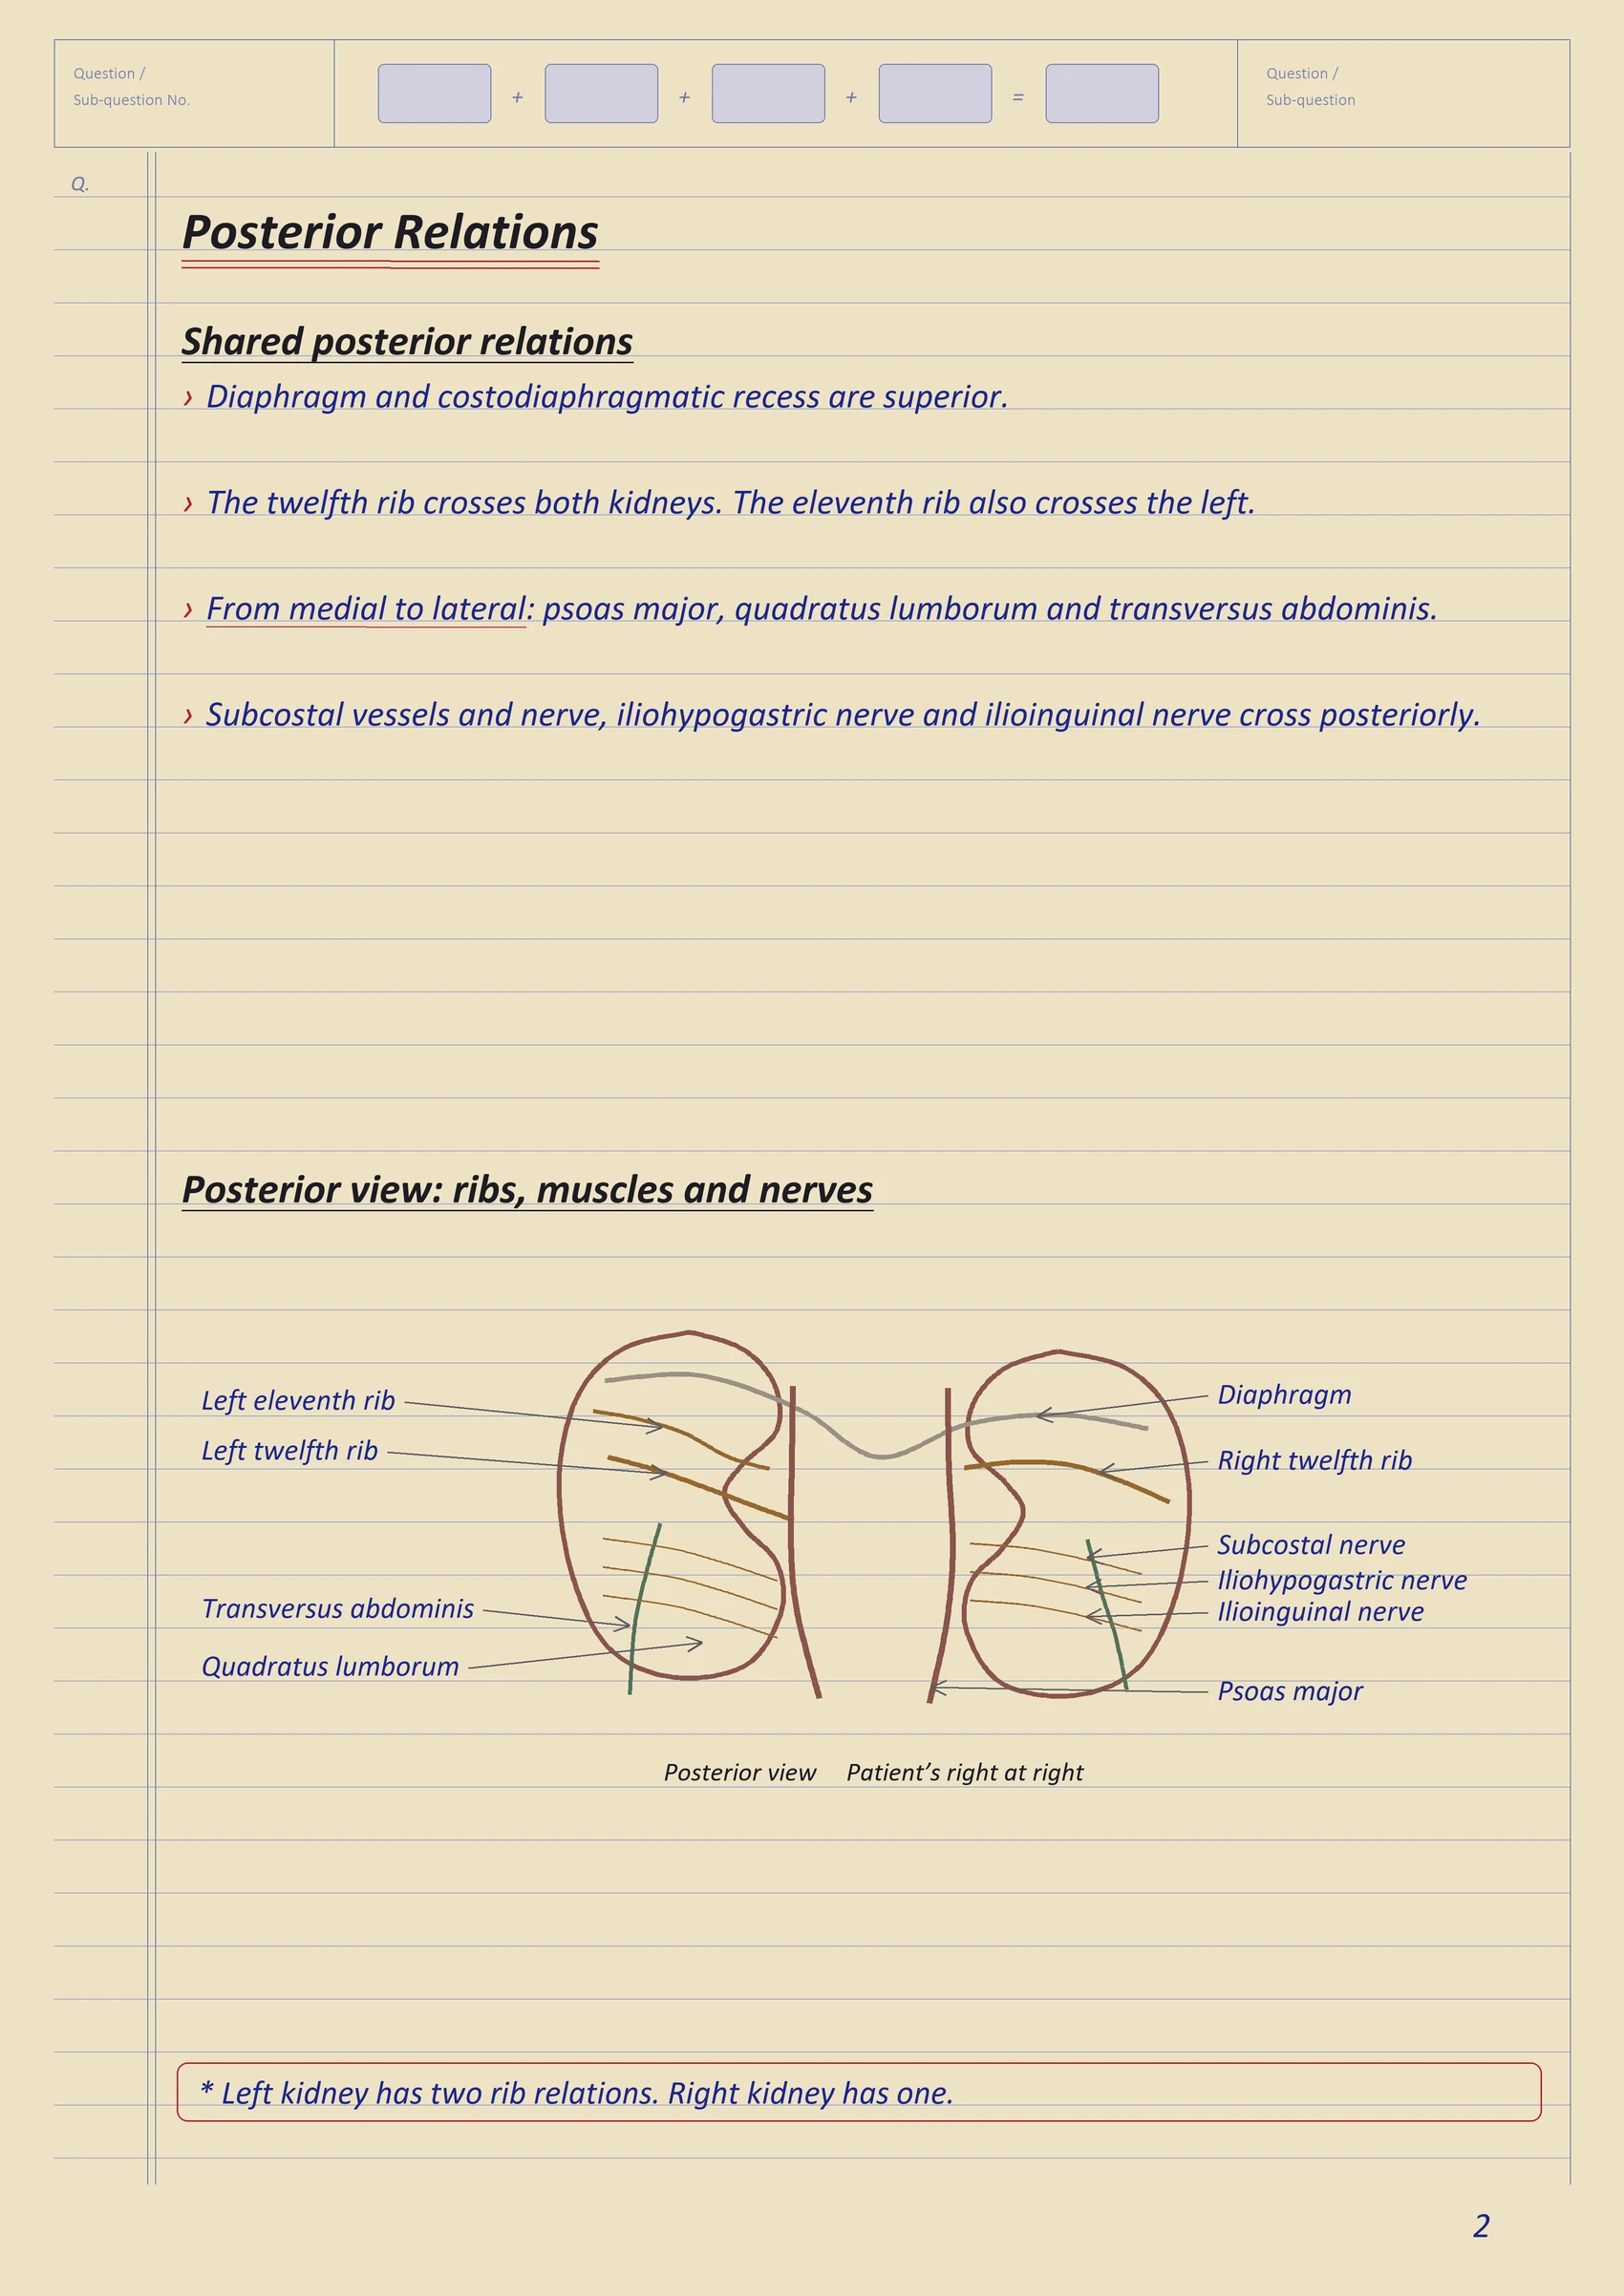 Question /
Sub-question No.
+ + + =
Question /
Sub-question
Q.
Posterior Relations
Shared posterior relations
› Diaphragm and costodiaphragmatic recess are superior.
› The twelfth rib crosses both kidneys. The eleventh rib also crosses the left.
› From medial to lateral: psoas major, quadratus lumborum and transversus abdominis.
› Subcostal vessels and nerve, iliohypogastric nerve and ilioinguinal nerve cross posteriorly.
Posterior view: ribs, muscles and nerves
Left eleventh rib
Left twelfth rib
Transversus abdominis
Quadratus lumborum
Diaphragm
Right twelfth rib
Subcostal nerve
Iliohypogastric nerve
Ilioinguinal nerve
Psoas major
Posterior view Patient’s right at right
* Left kidney has two rib relations. Right kidney has one.
2